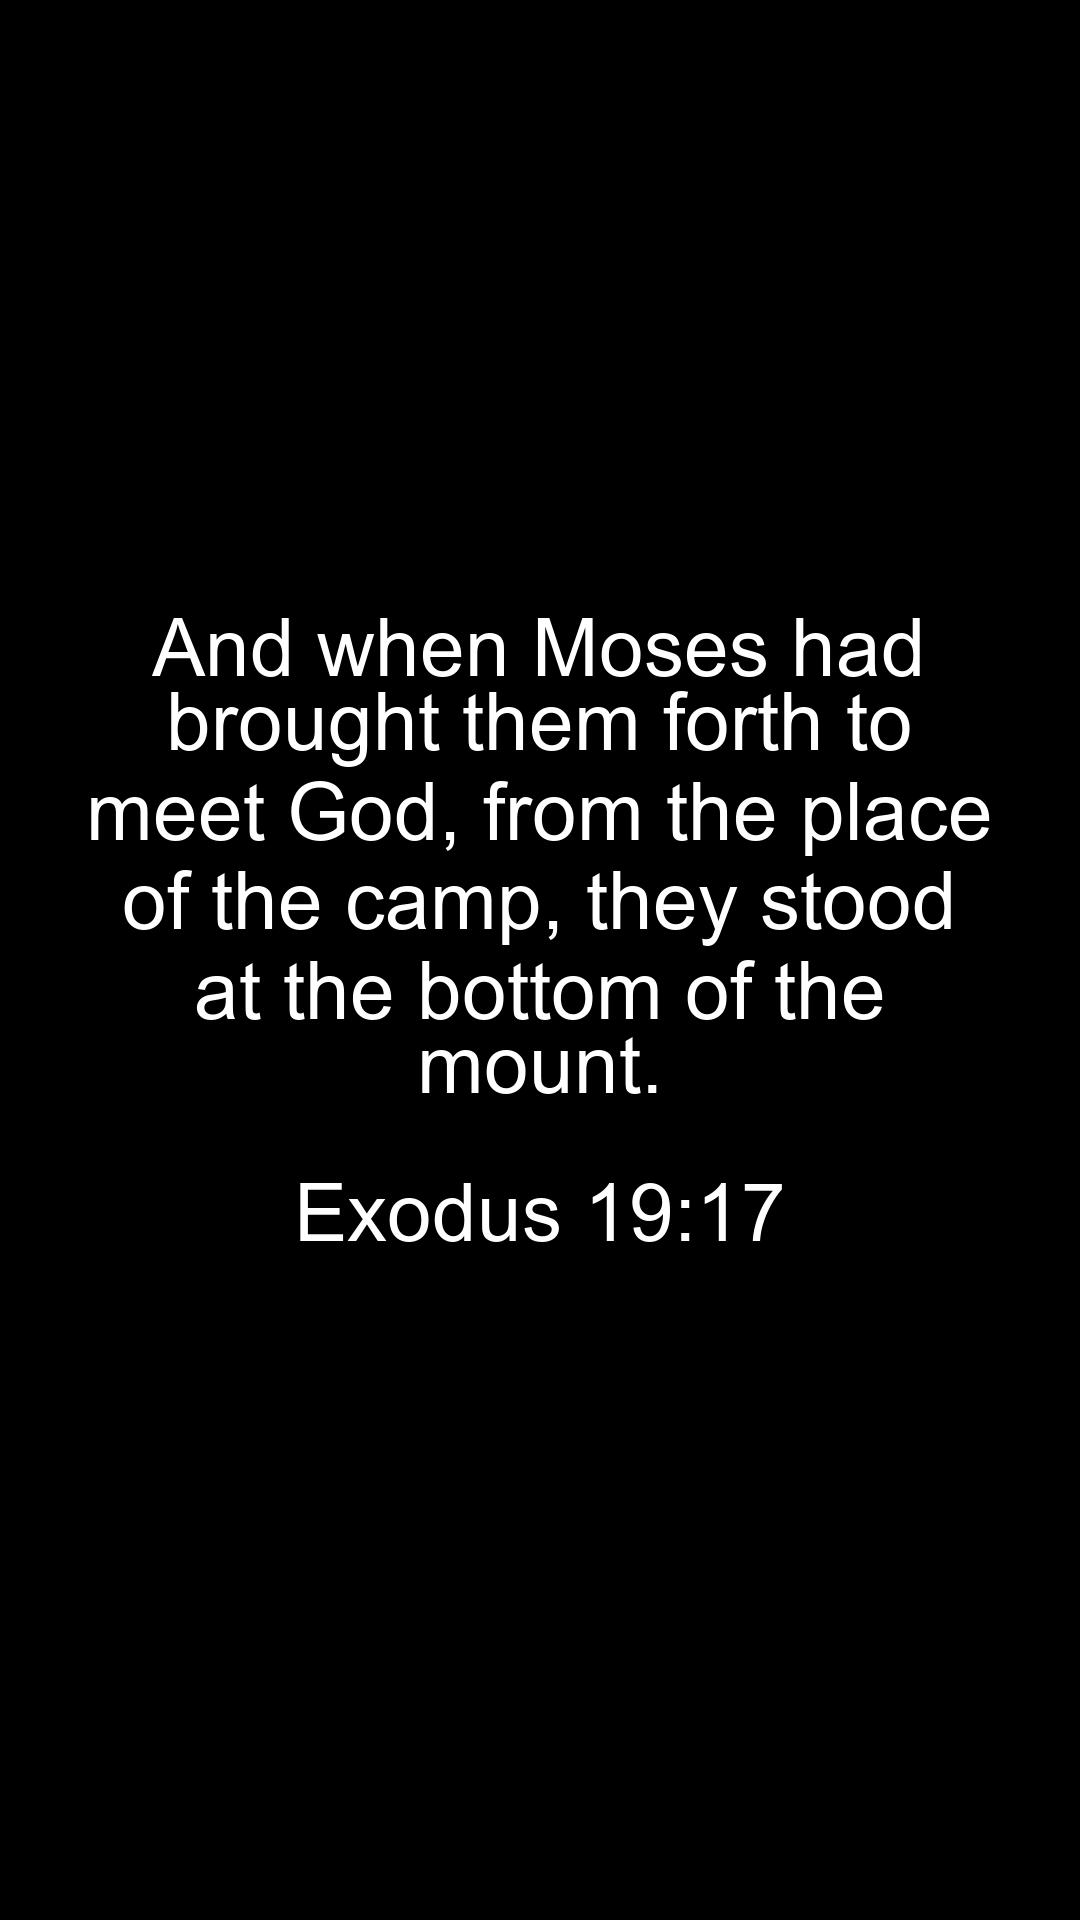 And when Moses had
brought them forth to
meet God, from the place
of the camp, they stood
at the bottom of the
mount.
Exodus 19:17